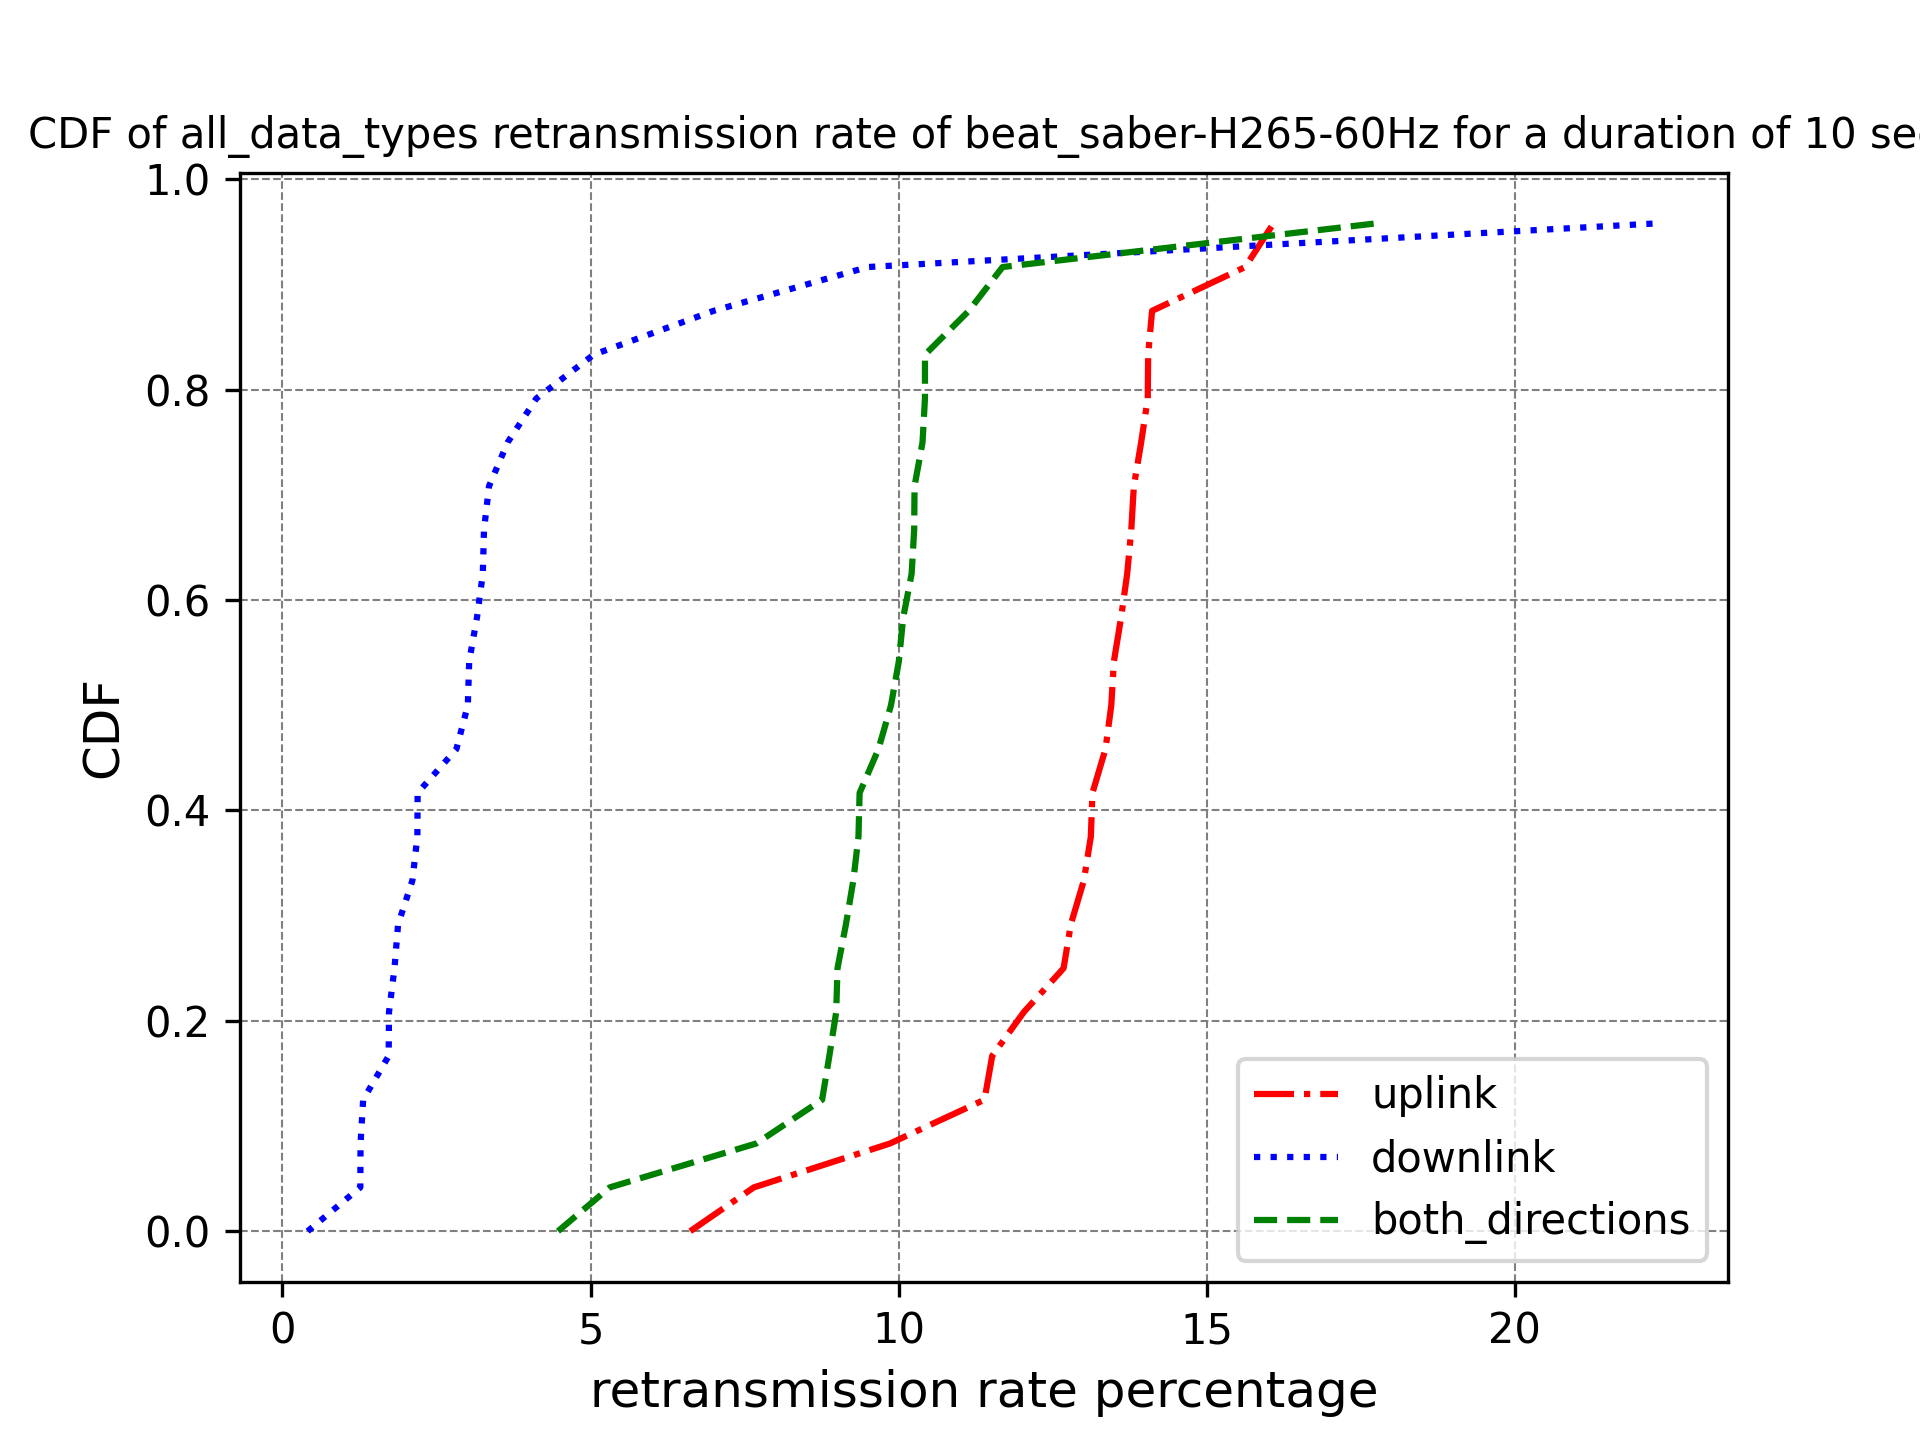 CDF of all_data_types retransmission rate of beat_saber-H265-60Hz for a duration of 10
1.0
0.8
0.6
0.4
0.2
0.0
CDF
uplink
downlink
both_directions
0 5 10 15 20
retransmission rate percentage